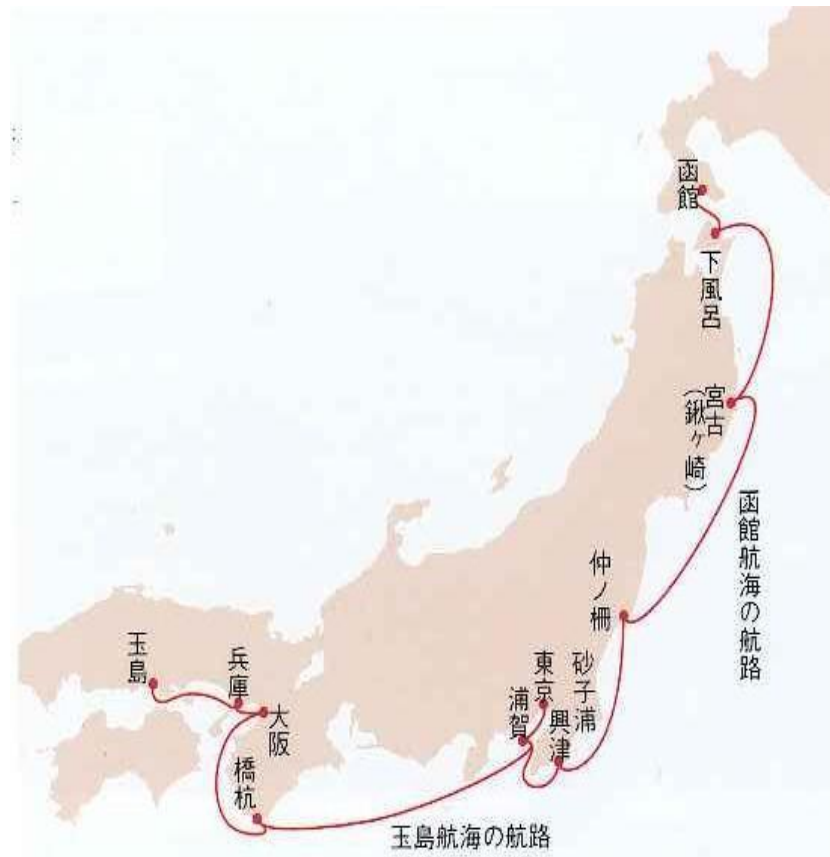 函館
下風呂
宮古
(鍬ヶ崎)
函館航海の航路
仲ノ柵
砂子浦
興津
東京
浦賀
大阪
兵庫
玉島
橋杭
玉島航海の航路